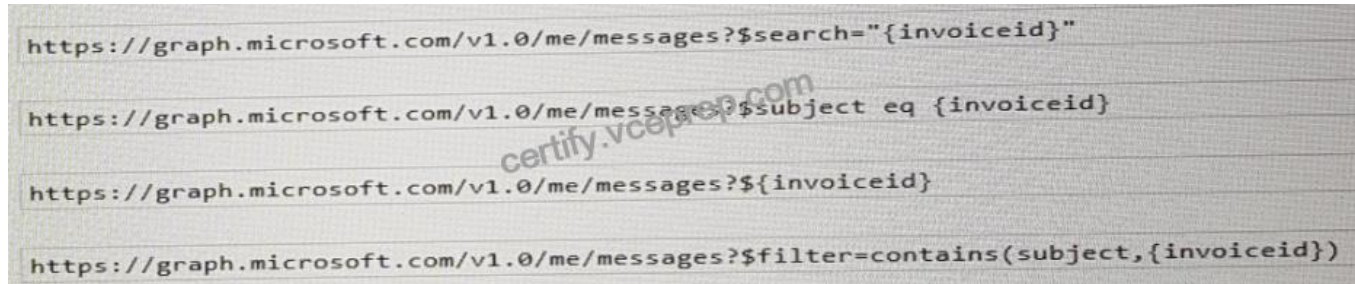 https://graph.microsoft.com/v1.0/me/messages?$search="{invoiceid}"
https://graph.microsoft.com/v1.0/me/messages?$subject eq {invoiceid}
certify.vceprep.com
https://graph.microsoft.com/v1.0/me/messages?${invoiceid}
https://graph.microsoft.com/v1.0/me/messages?$filter=contains(subject,{invoiceid})